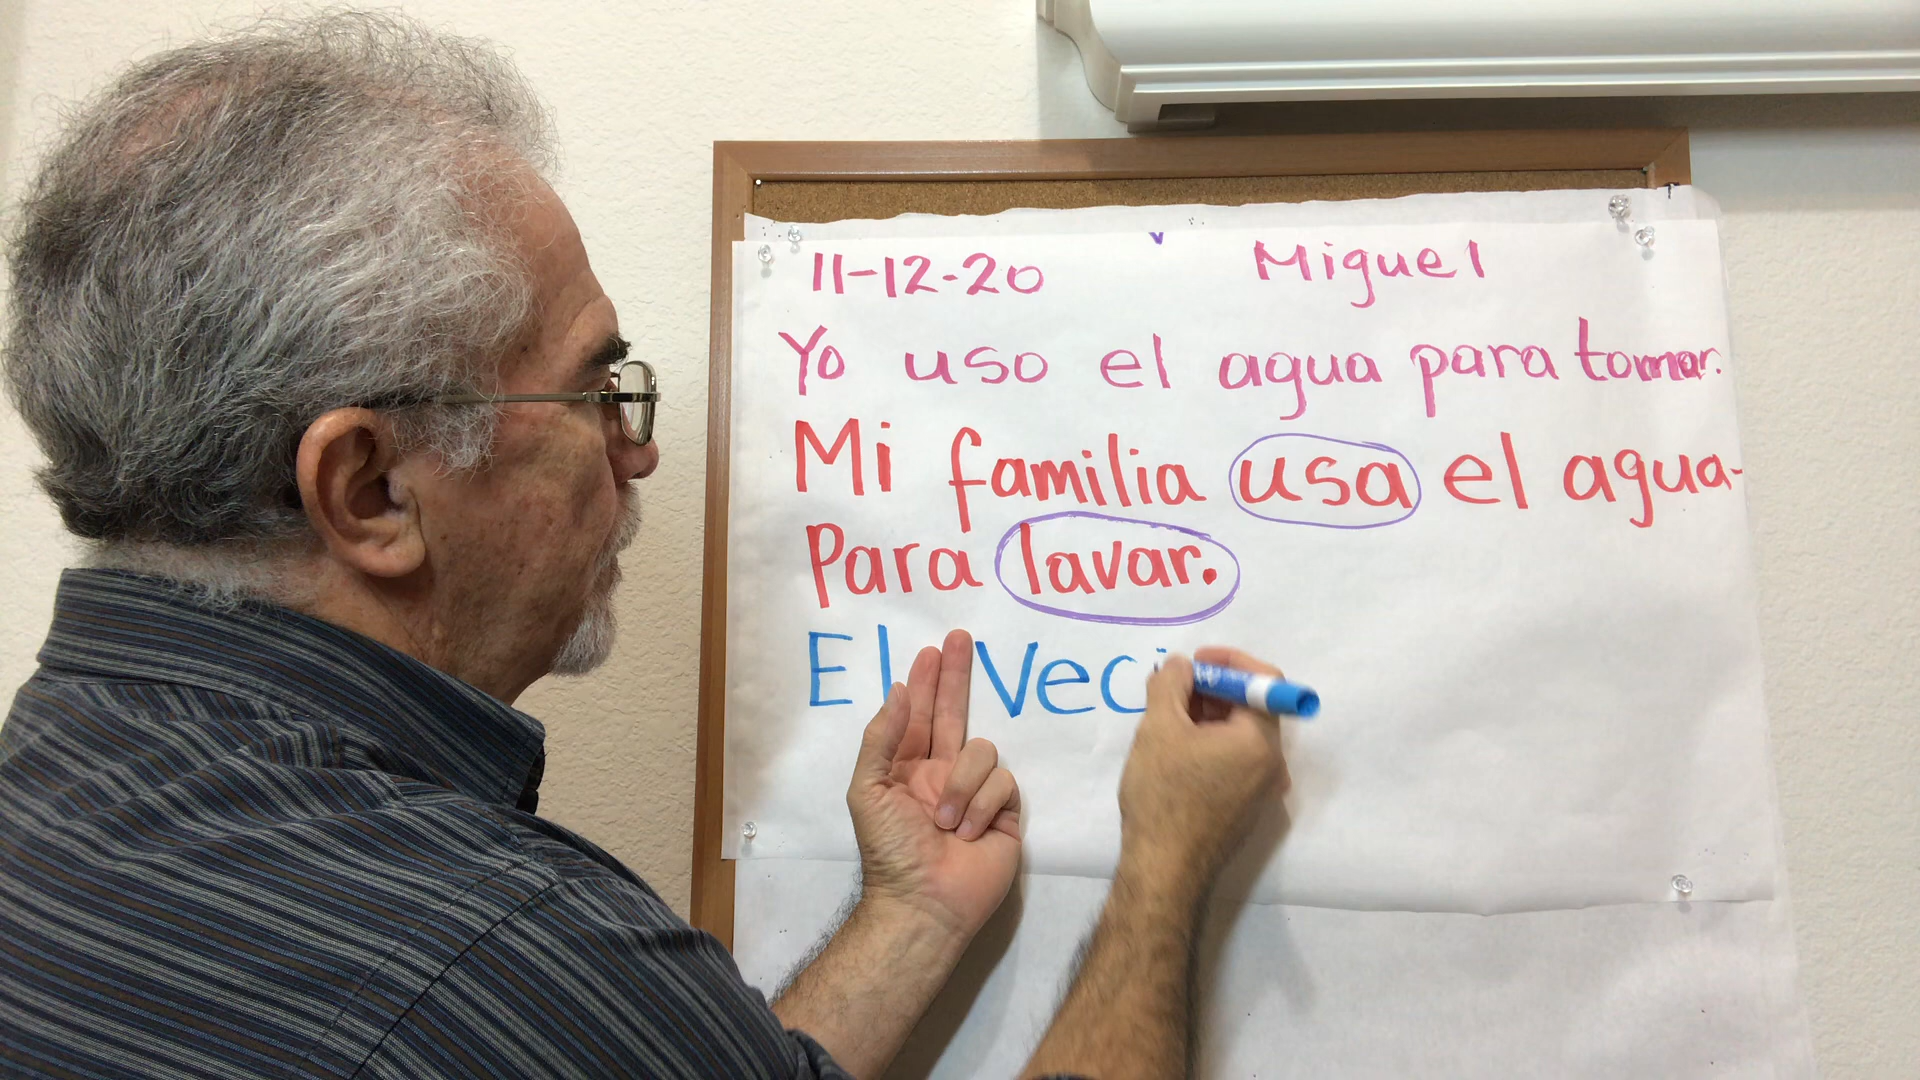 11-12-20 Miguel
Yo uso el agua para tomar.
Mi familia usa el agua
Para lavar.
El Veci